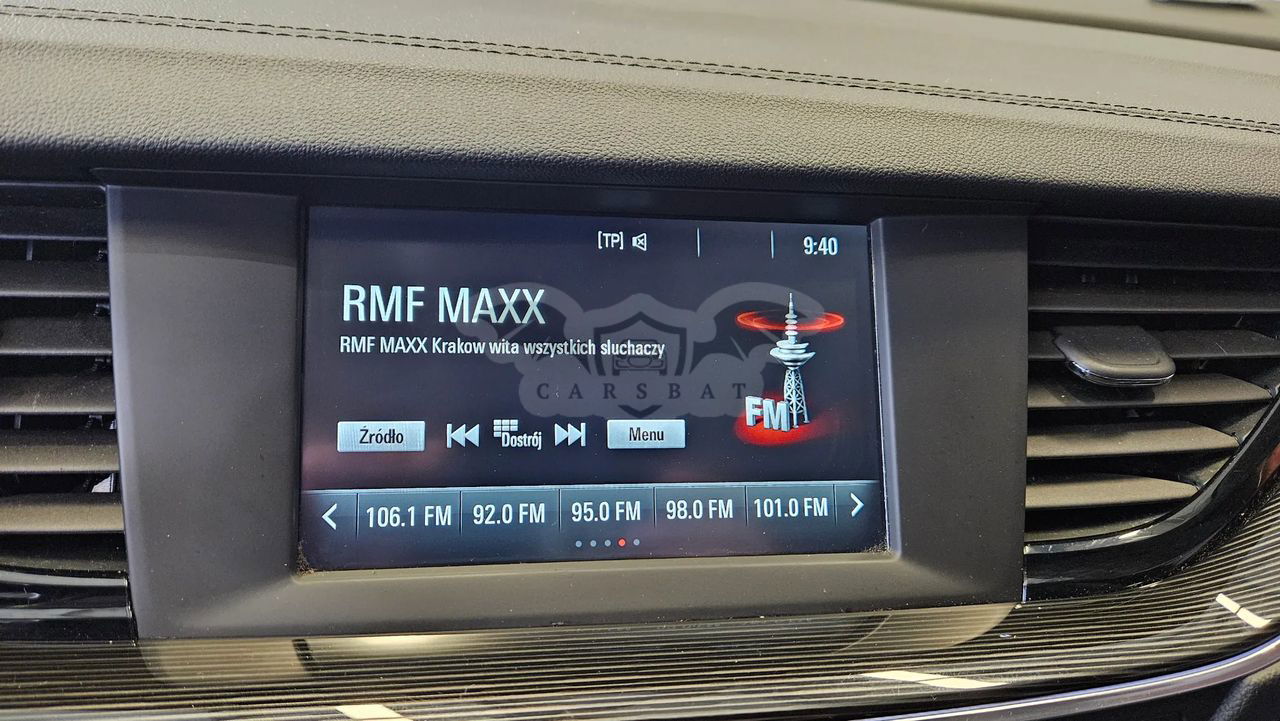 [TP]
9:40
RMF MAXX
RMF MAXX Krakow wita wszystkich sluchaczy
CARSBAT
FM
Źródło Dostrój Menu
106.1 FM 92.0 FM 95.0 FM 98.0 FM 101.0 FM